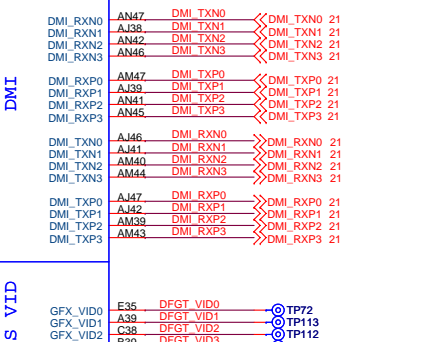 DMI
DMI_RXN0 AN47 DMI_TXN0 DMI_TXN0 21
DMI_RXN1 AJ38 DMI_TXN1 DMI_TXN1 21
DMI_RXN2 AN42 DMI_TXN2 DMI_TXN2 21
DMI_RXN3 AN46 DMI_TXN3 DMI_TXN3 21
DMI_RXP0 AM47 DMI_TXP0 DMI_TXP0 21
DMI_RXP1 AJ39 DMI_TXP1 DMI_TXP1 21
DMI_RXP2 AN41 DMI_TXP2 DMI_TXP2 21
DMI_RXP3 AN45 DMI_TXP3 DMI_TXP3 21
DMI_TXN0 AJ46 DMI_RXN0 DMI_RXN0 21
DMI_TXN1 AJ41 DMI_RXN1 DMI_RXN1 21
DMI_TXN2 AM40 DMI_RXN2 DMI_RXN2 21
DMI_TXN3 AM44 DMI_RXN3 DMI_RXN3 21
DMI_TXP0 AJ47 DMI_RXP0 DMI_RXP0 21
DMI_TXP1 AJ42 DMI_RXP1 DMI_RXP1 21
DMI_TXP2 AM39 DMI_RXP2 DMI_RXP2 21
DMI_TXP3 AM43 DMI_RXP3 DMI_RXP3 21
S VID
GFX_VID0 E35 DFGT_VID0 TP72
GFX_VID1 A39 DFGT_VID1 TP113
GFX_VID2 C38 DFGT_VID2 TP112
DFGT_VID3